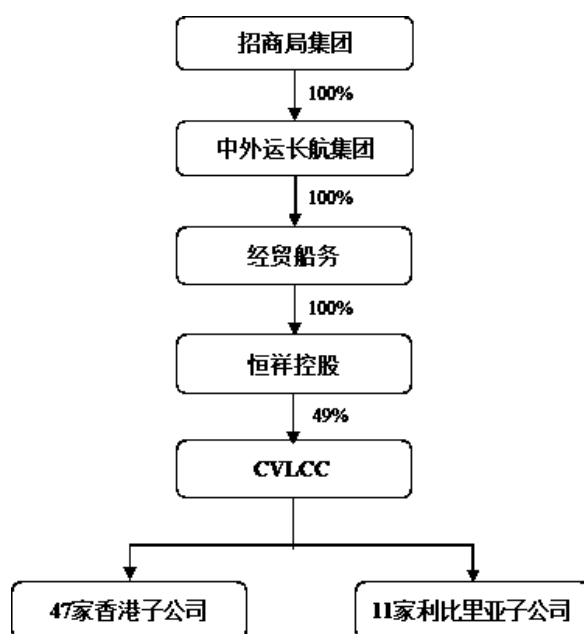 招商局集团
100%
中外运长航集团
100%
经贸船务
100%
恒祥控股
49%
CVLCC
47家香港子公司
11家利比里亚子公司